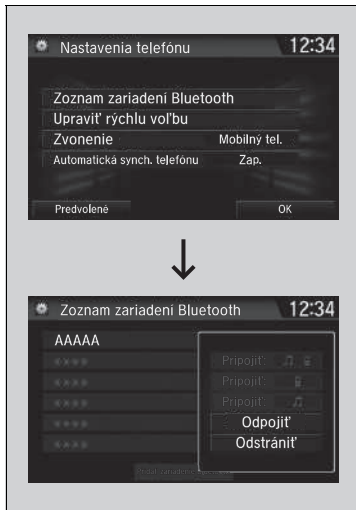 Nastavenia telefónu 12:34
Zoznam zariadení Bluetooth
Upraviť rýchlu voľbu
Zvonenie Mobilný tel.
Automatická synch. telefónu Zap.
Predvolené OK
Zoznam zariadení Bluetooth 12:34
AAAAA
Pripojiť:
Pripojiť:
Pripojiť:
Odpojiť
Odstrániť